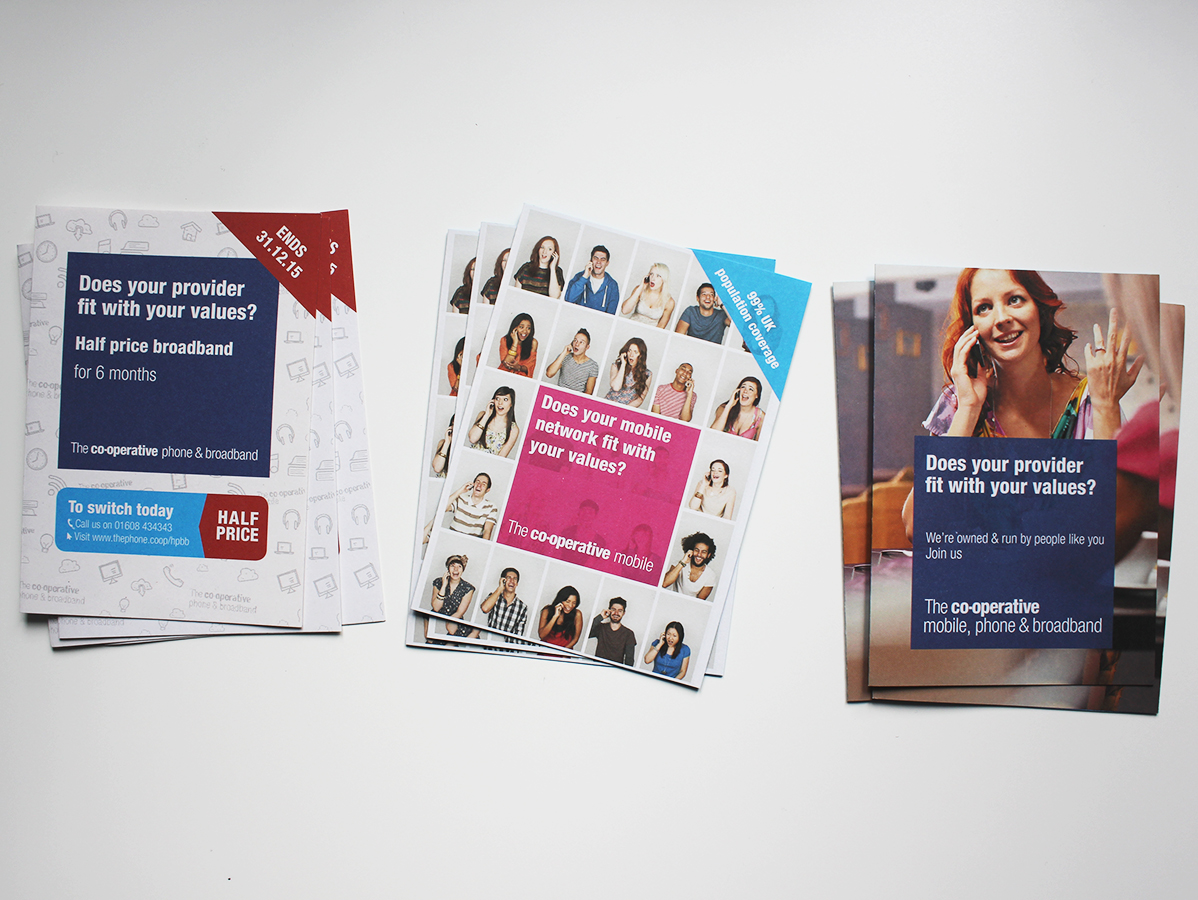 ENDS
31.12.15
Does your provider
fit with your values?
Half price broadband
for 6 months
The co-operative phone & broadband
To switch today
Call us on 01608 434343
Visit www.thephone.coop/hpbb
HALF
PRICE
The co-operative
phone & broadband
99% UK
population coverage
Does your mobile
network fit with
your values?
The co-operative mobile
Does your provider
fit with your values?
We're owned & run by people like you
Join us
The co-operative
mobile, phone & broadband